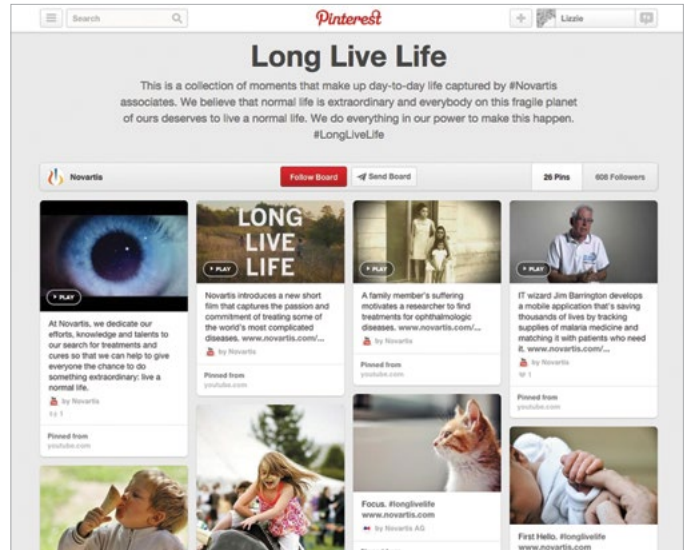 Search
Pinterest
Lizzie
Long Live Life
This is a collection of moments that make up day-to-day life captured by #Novartis
associates. We believe that normal life is extraordinary and everybody on this fragile planet
of ours deserves to live a normal life. We do everything in our power to make this happen.
#LongLiveLife
Novartis
Follow Board
Send Board
26 Pins
608 Followers
PLAY
At Novartis, we dedicate our
efforts, knowledge and talents to
our search for treatments and
cures so that we can help to give
everyone the chance to do
something extraordinary: live a
normal life.
by Novartis
1
Pinned from
youtube.com
LONG
LIVE
LIFE
PLAY
Novartis introduces a new short
film that captures the passion and
commitment of treating some of
the world's most complicated
diseases. www.novartis.com/...
by Novartis
Pinned from
youtube.com
PLAY
A family member's suffering
motivates a researcher to find
treatments for ophthalmologic
diseases. www.novartis.com/...
by Novartis
Pinned from
youtube.com
Focus. #longlivelife
www.novartis.com
by Novartis AG
PLAY
IT wizard Jim Barrington develops
a mobile application that's saving
thousands of lives by tracking
supplies of malaria medicine and
matching it with patients who need
it. www.novartis.com/...
by Novartis
1
Pinned from
youtube.com
First Hello. #longlivelife
www.novartis.com